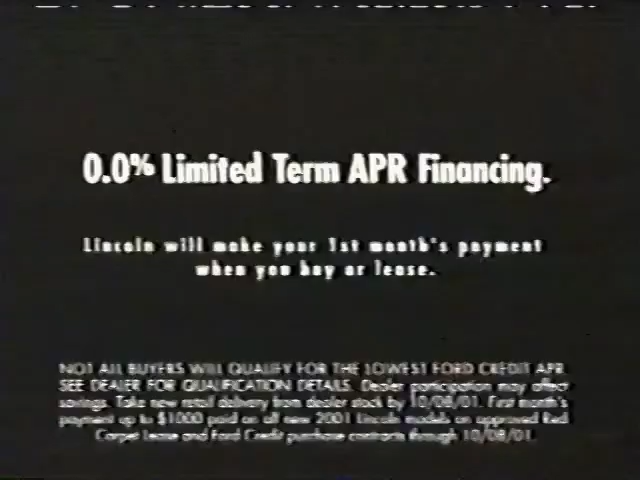 0.0% Limited Term APR Financing.
Lincoln will make your 1st month's payment
when you buy or lease.
NOT ALL BUYERS WILL QUALIFY FOR THE LOWEST FORD CREDIT APR.
SEE DEALER FOR QUALIFICATION DETAILS. Dealer participation may affect
savings. Take new retail delivery from dealer stock by 10/08/01. First month's
payment up to $1000 paid on all new 2001 Lincoln models on approved Red
Carpet Lease and Ford Credit purchase contracts through 10/08/01.